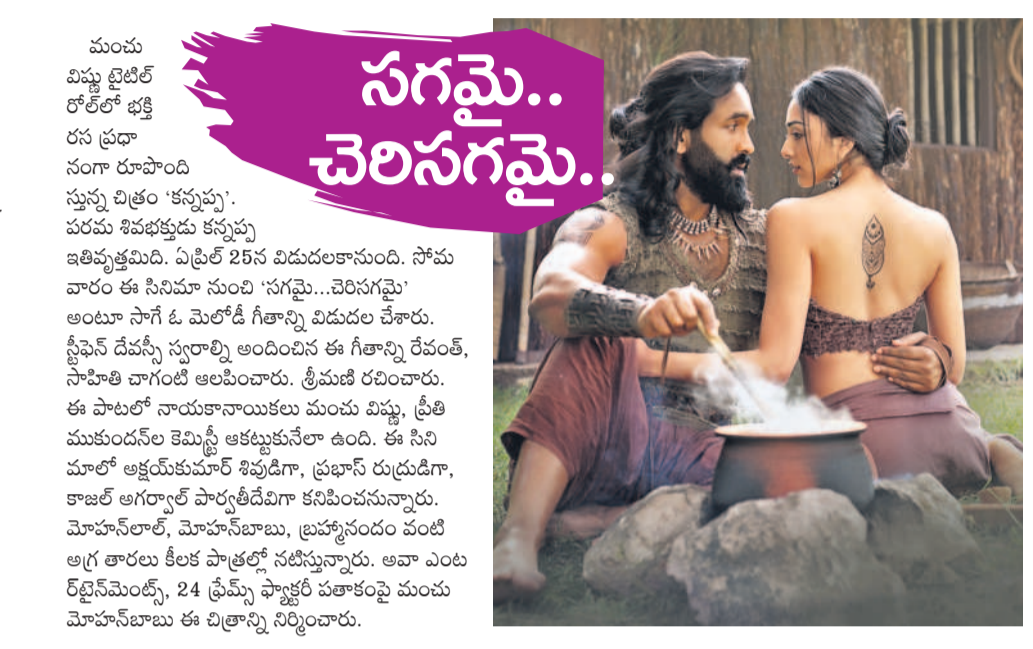 సగమై..
చెరిసగమై..
మంచు
విష్ణు టైటిల్
రోల్‌లో భక్తి
రస ప్రధా
నంగా రూపొంది
స్తున్న చిత్రం ‘కన్నప్ప’.
పరమ శివభక్తుడు కన్నప్ప
ఇతివృత్తమిది. ఏప్రిల్ 25న విడుదలకానుంది. సోమ
వారం ఈ సినిమా నుంచి ‘సగమై...చెరిసగమై’
అంటూ సాగే ఓ మెలోడీ గీతాన్ని విడుదల చేశారు.
స్టీఫెన్ దేవస్సీ స్వరాల్ని అందించిన ఈ గీతాన్ని రేవంత్,
సాహితి చాగంటి ఆలపించారు. శ్రీమణి రచించారు.
ఈ పాటలో నాయకానాయికలు మంచు విష్ణు, ప్రీతి
ముకుందన్‌ల కెమిస్ట్రీ ఆకట్టుకునేలా ఉంది. ఈ సిని
మాలో అక్షయ్‌కుమార్ శివుడిగా, ప్రభాస్ రుద్రుడిగా,
కాజల్ అగర్వాల్ పార్వతీదేవిగా కనిపించనున్నారు.
మోహన్‌లాల్, మోహన్‌బాబు, బ్రహ్మానందం వంటి
అగ్ర తారలు కీలక పాత్రల్లో నటిస్తున్నారు. అవా ఎంట
ర్‌టైన్‌మెంట్స్, 24 ఫ్రేమ్స్ ఫ్యాక్టరీ పతాకంపై మంచు
మోహన్‌బాబు ఈ చిత్రాన్ని నిర్మించారు.